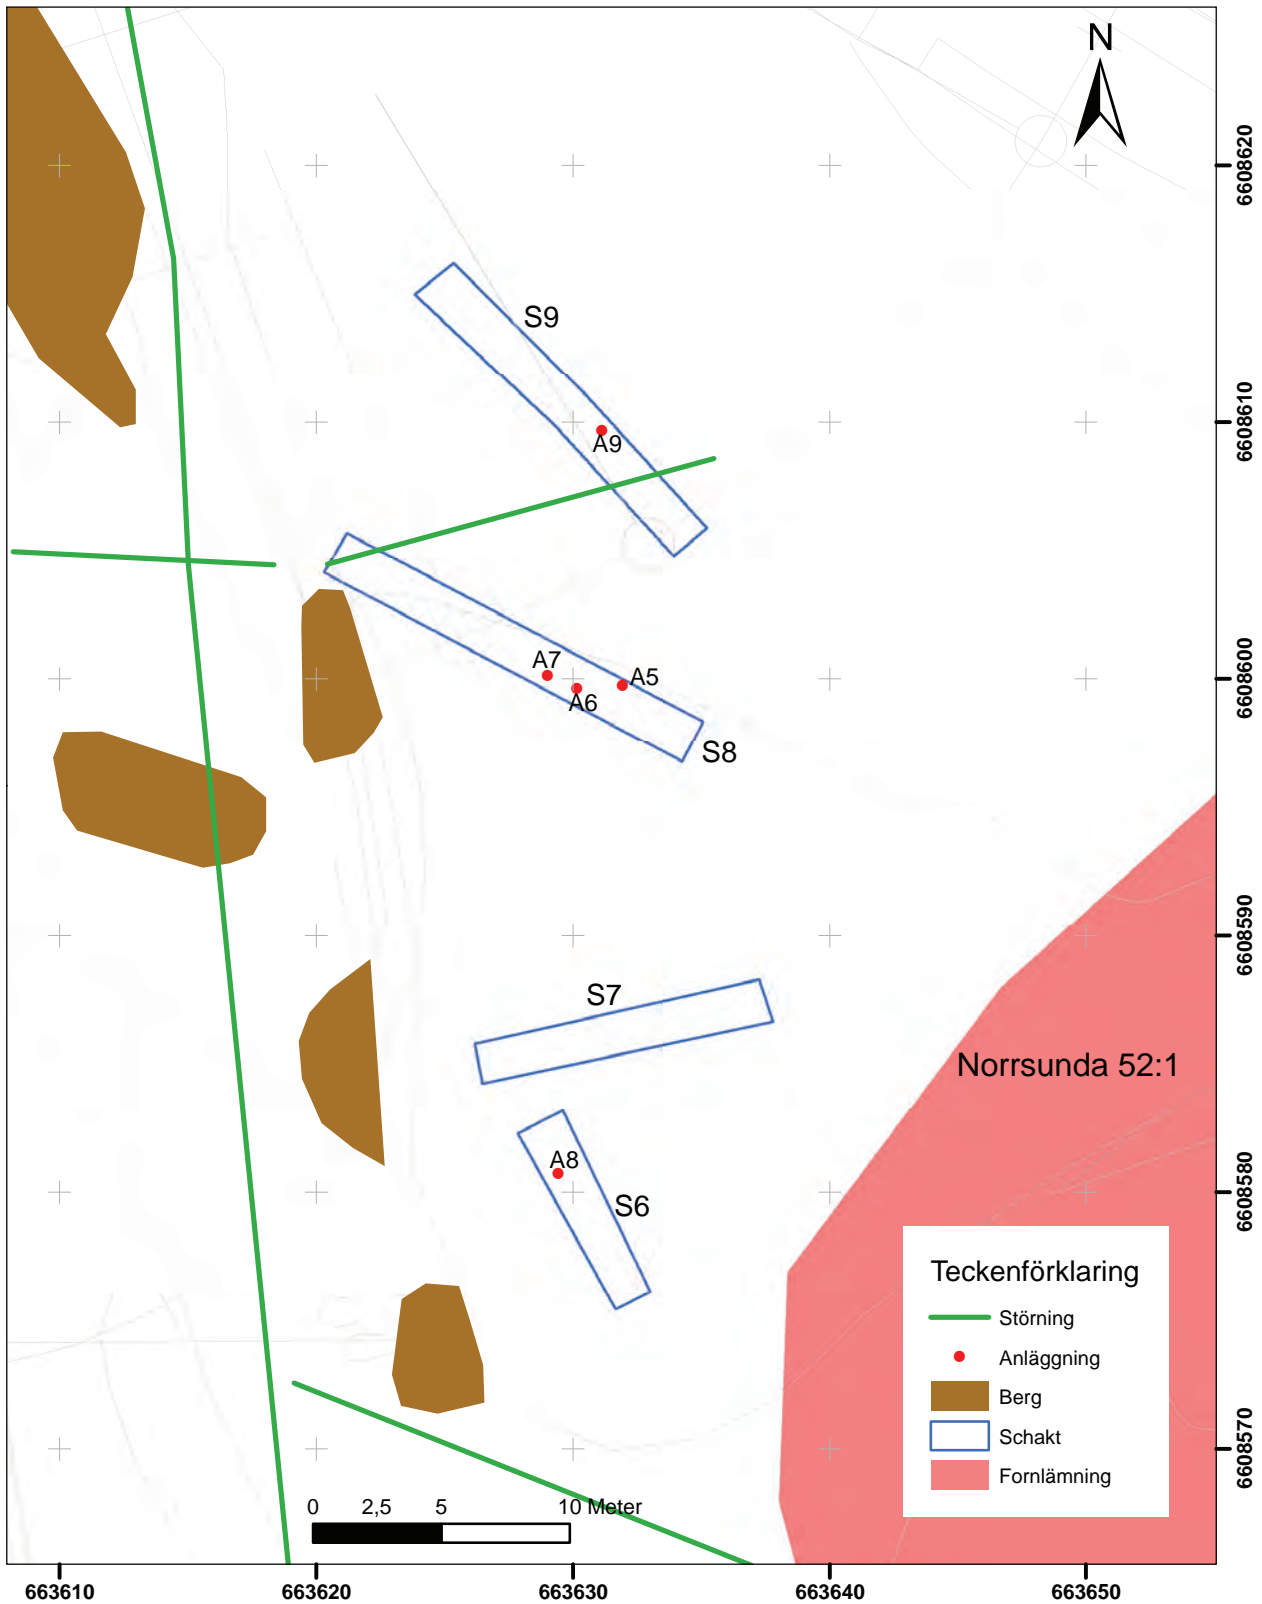 N
6608620
S9
A9
6608610
A7
A5
A6
6608600
S8
6608590
S7
Norrsunda 52:1
A8
S6
6608580
Teckenförklaring
Störning
Anläggning
Berg
Schakt
Fornlämning
6608570
0 2,5 5 10 Meter
663610 663620 663630 663640 663650